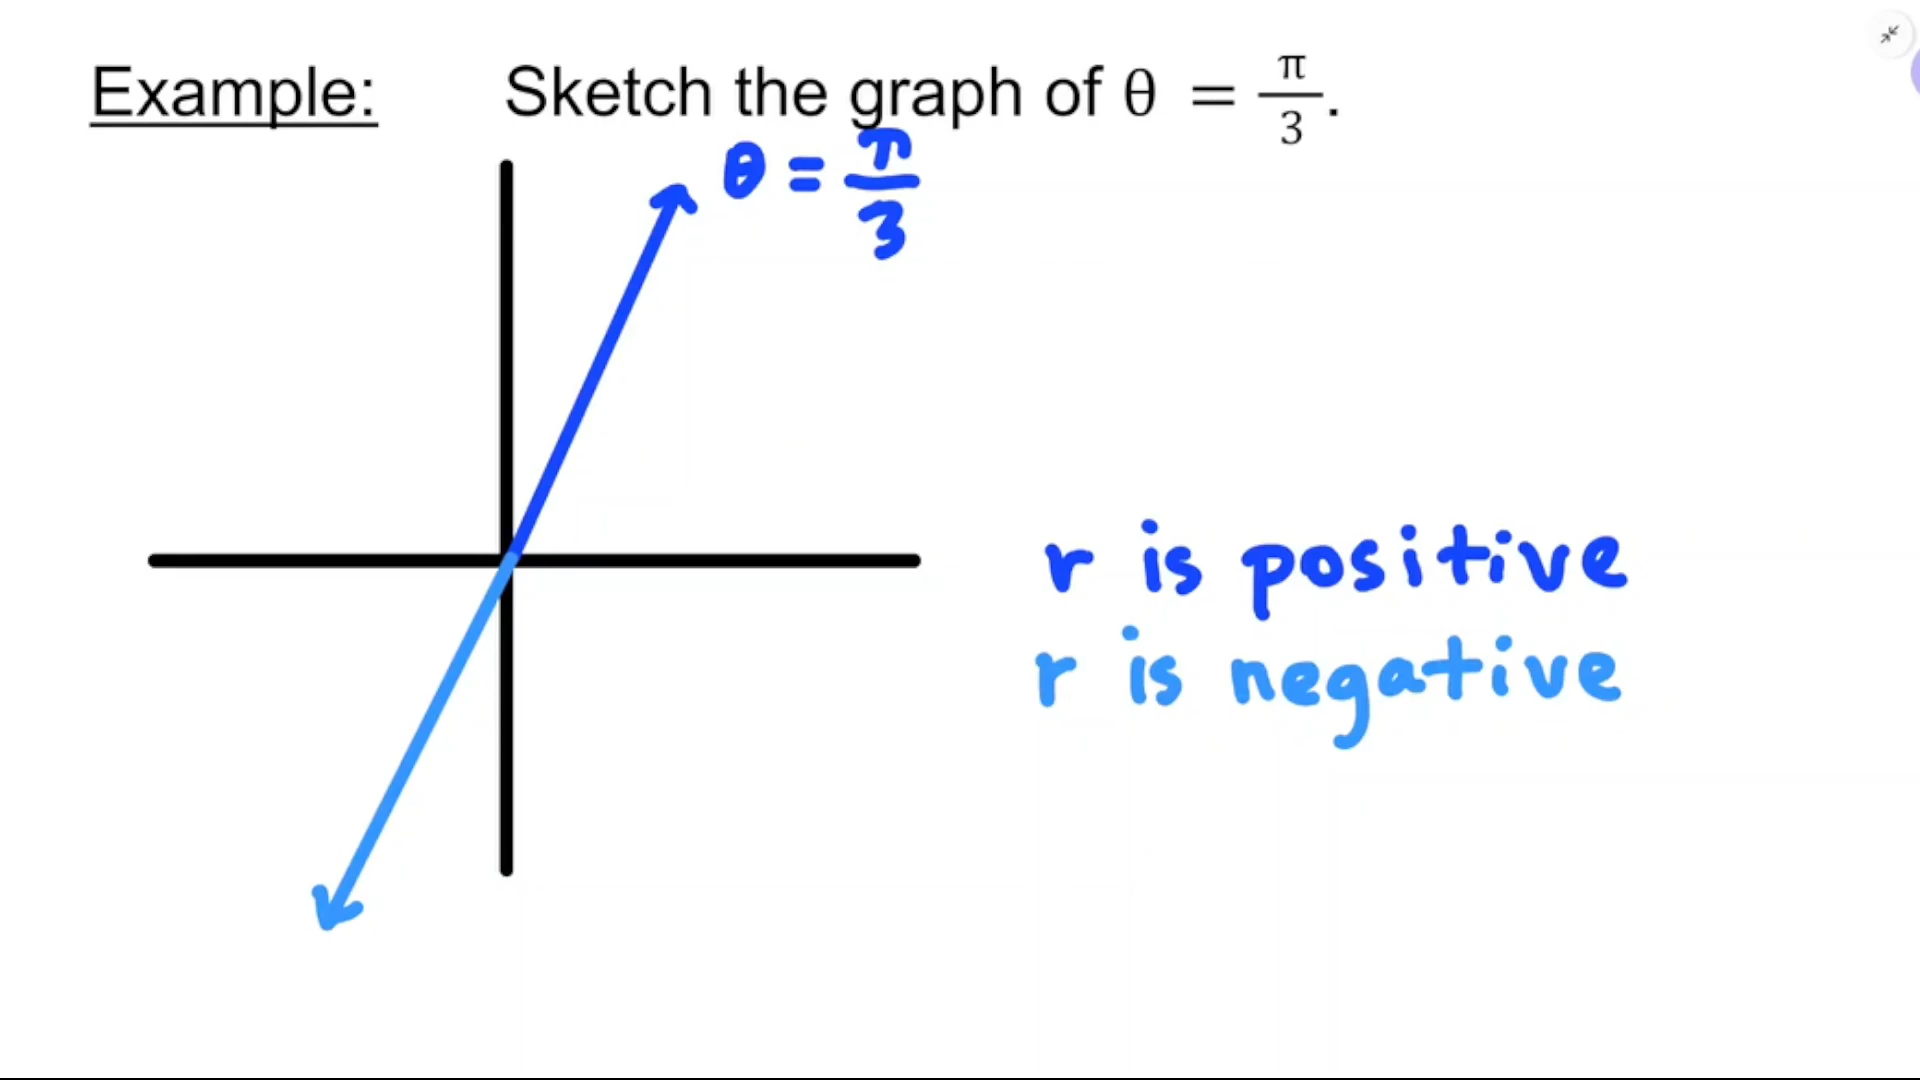 Example: Sketch the graph of θ = π/3.
θ = π/3
r is positive
r is negative